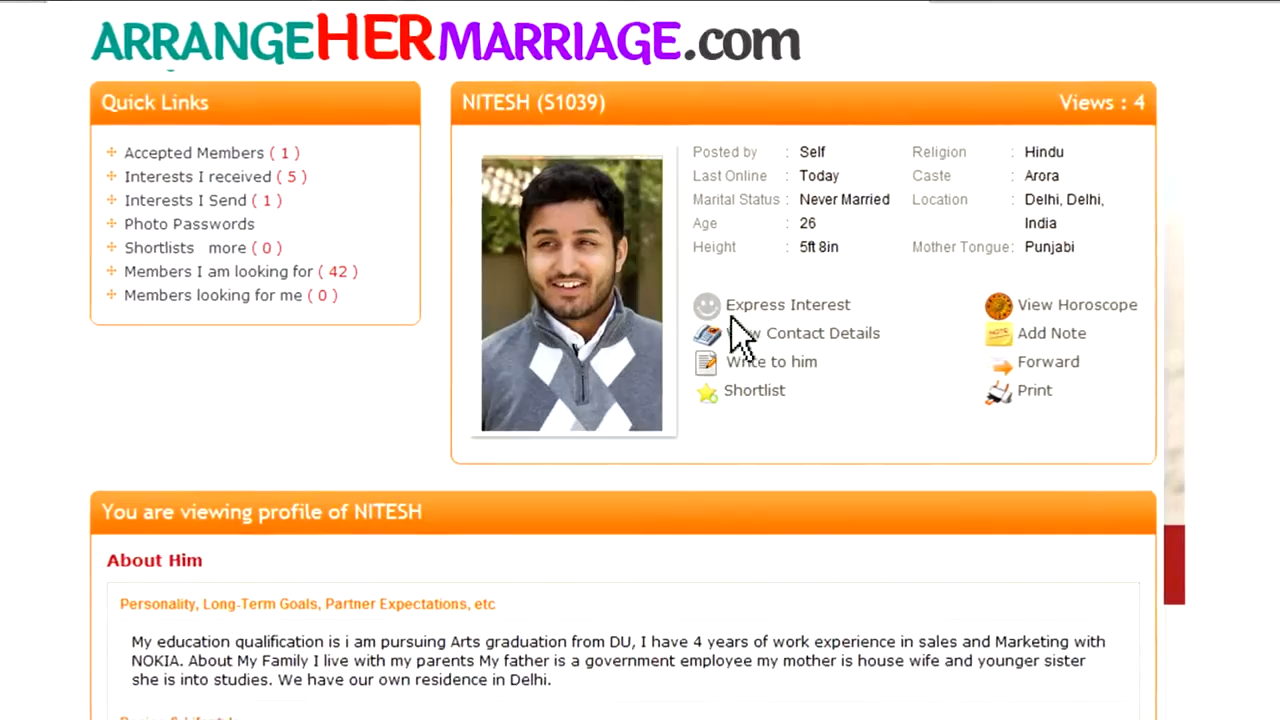 ARRANGEHERMARRIAGE.com
Quick Links
Accepted Members ( 1 )
Interests I received ( 5 )
Interests I Send ( 1 )
Photo Passwords
Shortlists more ( 0 )
Members I am looking for ( 42 )
Members looking for me ( 0 )
NITESH (S1039) Views : 4
Posted by : Self Religion : Hindu
Last Online : Today Caste : Arora
Marital Status : Never Married Location : Delhi, Delhi,
Age : 26 India
Height : 5ft 8in Mother Tongue : Punjabi
Express Interest View Horoscope
Contact Details NOTE Add Note
Write to him Forward
Shortlist Print
You are viewing profile of NITESH
About Him
Personality, Long-Term Goals, Partner Expectations, etc
My education qualification is i am pursuing Arts graduation from DU, I have 4 years of work experience in sales and Marketing with
NOKIA. About My Family I live with my parents My father is a government employee my mother is house wife and younger sister
she is into studies. We have our own residence in Delhi.